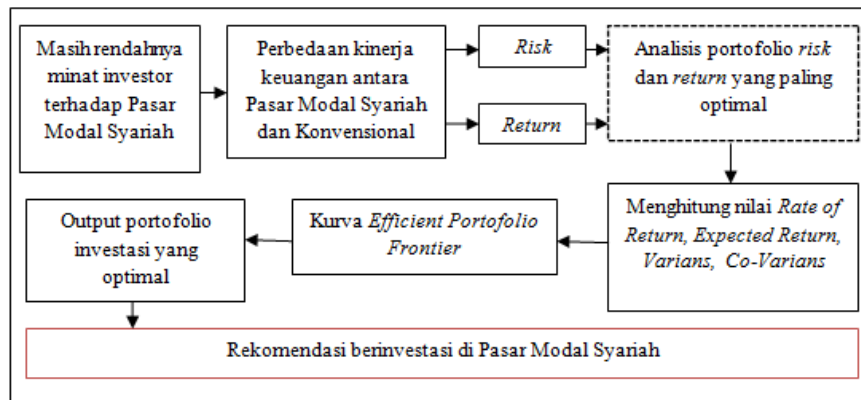 Masih rendahnya
minat investor
terhadap Pasar
Modal Syariah
Perbedaan kinerja
keuangan antara
Pasar Modal Syariah
dan Konvensional
Risk
Return
Analisis portofolio risk
dan return yang paling
optimal
Menghitung nilai Rate of
Return, Expected Return,
Varians, Co-Varians
Kurva Efficient Portofolio
Frontier
Output portofolio
investasi yang
optimal
Rekomendasi berinvestasi di Pasar Modal Syariah